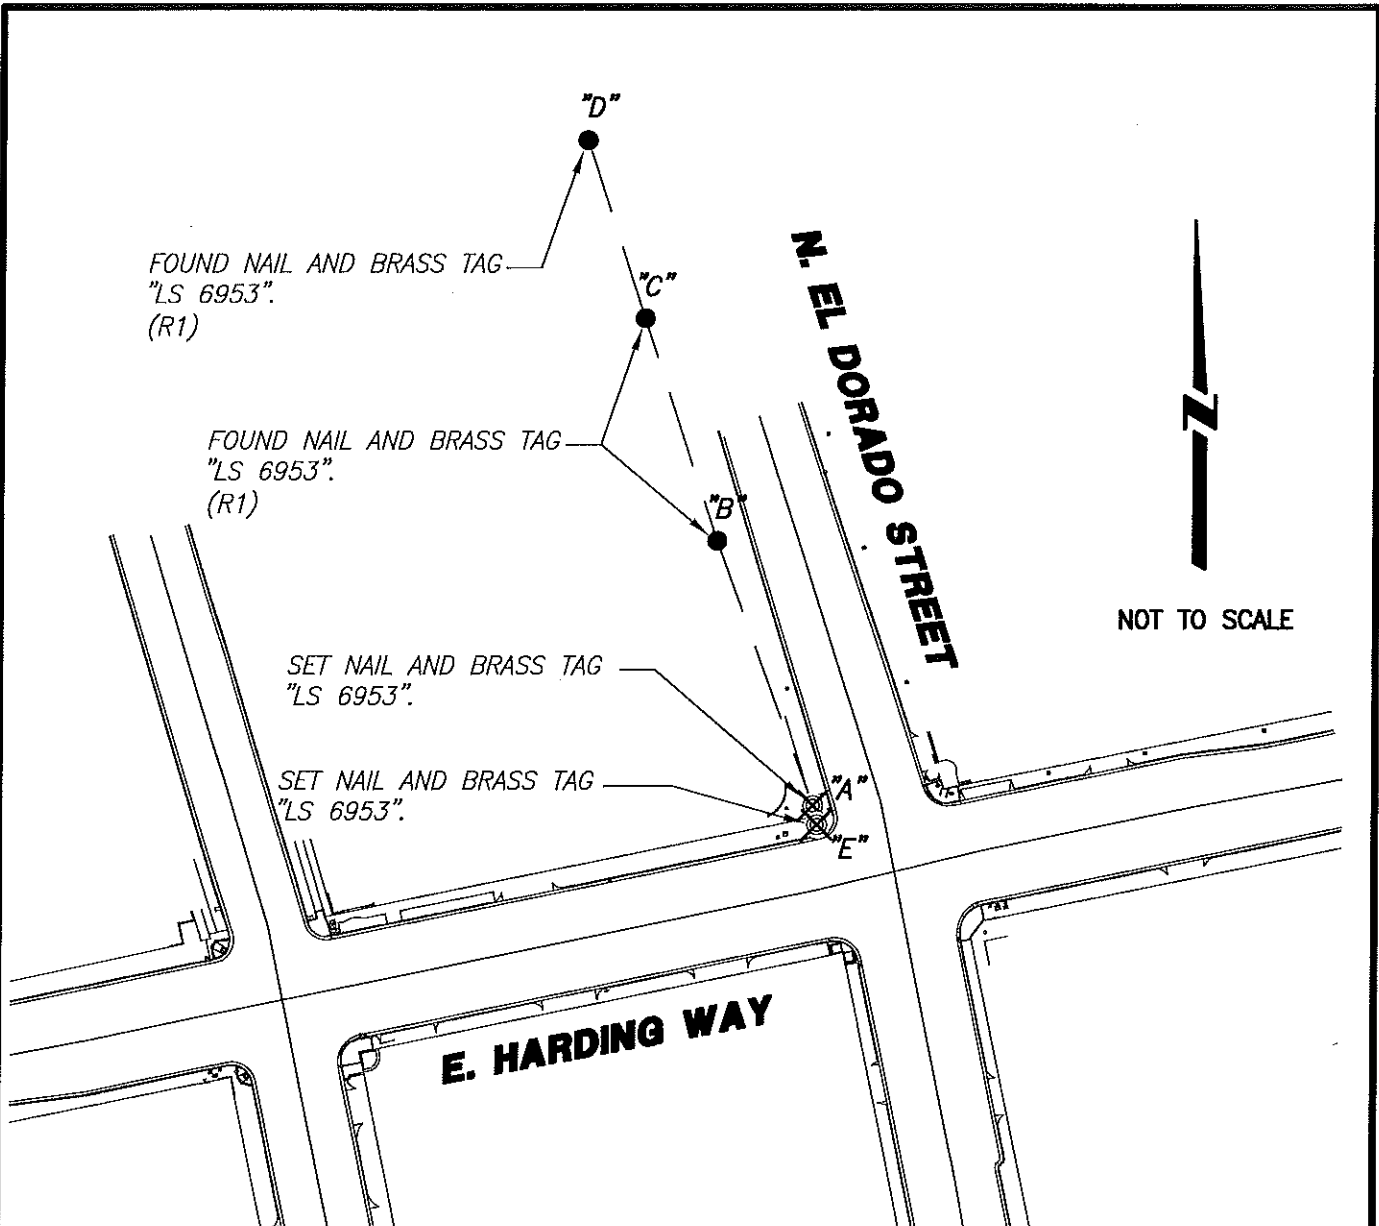 "D"
FOUND NAIL AND BRASS TAG
"LS 6953".
(R1)
"C"
N. EL DORADO STREET
FOUND NAIL AND BRASS TAG
"LS 6953".
(R1)
"B"
NOT TO SCALE
SET NAIL AND BRASS TAG
"LS 6953".
SET NAIL AND BRASS TAG
"LS 6953".
"A"
"E"
E. HARDING WAY